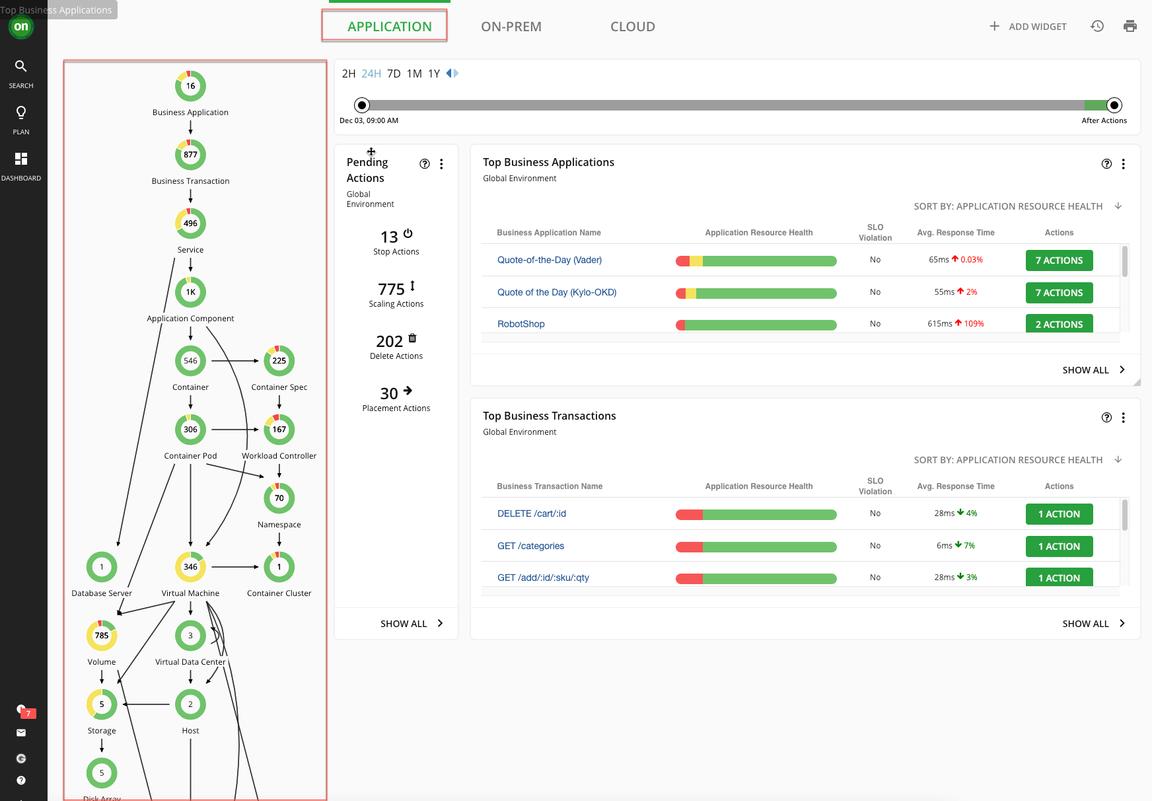 Top Business Applications
on
SEARCH
PLAN
DASHBOARD
7
APPLICATION
ON-PREM
CLOUD
ADD WIDGET
16
Business Application
877
Business Transaction
496
Service
1K
Application Component
546
Container
225
Container Spec
306
Container Pod
167
Workload Controller
70
Namespace
1
Database Server
346
Virtual Machine
1
Container Cluster
785
Volume
3
Virtual Data Center
5
Storage
2
Host
5
Disk Array
2H 24H 7D 1M 1Y
Dec 03, 09:00 AM
After Actions
Pending
Actions
Global
Environment
13
Stop Actions
775
Scaling Actions
202
Delete Actions
30
Placement Actions
SHOW ALL
Top Business Applications
Global Environment
SORT BY: APPLICATION RESOURCE HEALTH
Business Application Name Application Resource Health SLO Violation Avg. Response Time Actions
Quote-of-the-Day (Vader) No 65ms 0.03% 7 ACTIONS
Quote of the Day (Kylo-OKD) No 55ms 2% 7 ACTIONS
RobotShop No 615ms 109% 2 ACTIONS
SHOW ALL
Top Business Transactions
Global Environment
SORT BY: APPLICATION RESOURCE HEALTH
Business Transaction Name Application Resource Health SLO Violation Avg. Response Time Actions
DELETE /cart/:id No 28ms 4% 1 ACTION
GET /categories No 6ms 7% 1 ACTION
GET /add/:id/:sku/:qty No 28ms 3% 1 ACTION
SHOW ALL